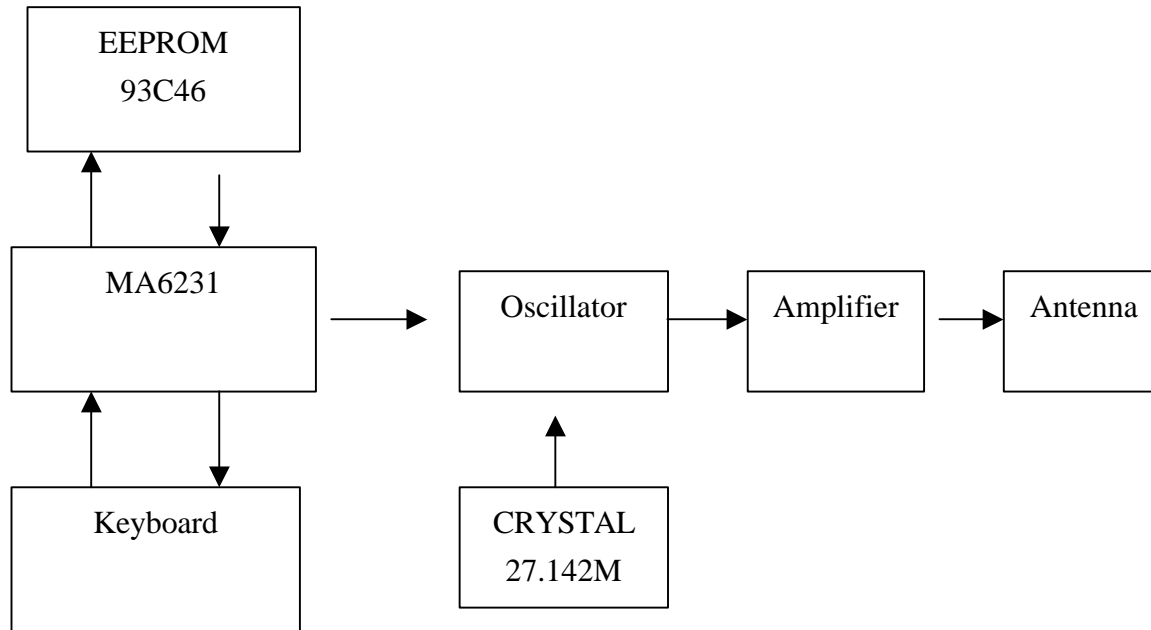 EEPROM
93C46
MA6231
Oscillator
Amplifier
Antenna
Keyboard
CRYSTAL
27.142M